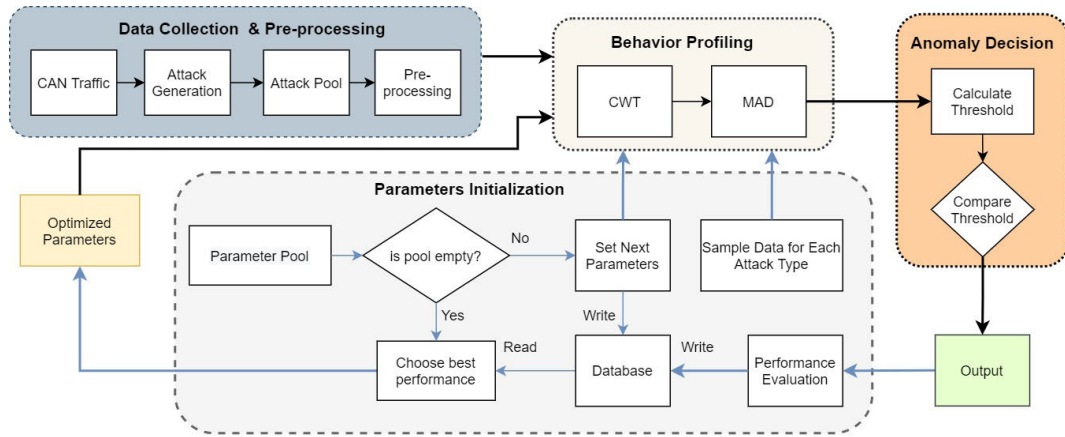 Data Collection & Pre-processing
CAN Traffic
Attack
Generation
Attack Pool
Pre-
processing
Behavior Profiling
CWT
MAD
Anomaly Decision
Calculate
Threshold
Compare
Threshold
Optimized
Parameters
Parameters Initialization
Parameter Pool
is pool empty?
No
Set Next
Parameters
Sample Data for Each
Attack Type
Yes
Write
Choose best
performance
Read
Database
Write
Performance
Evaluation
Output